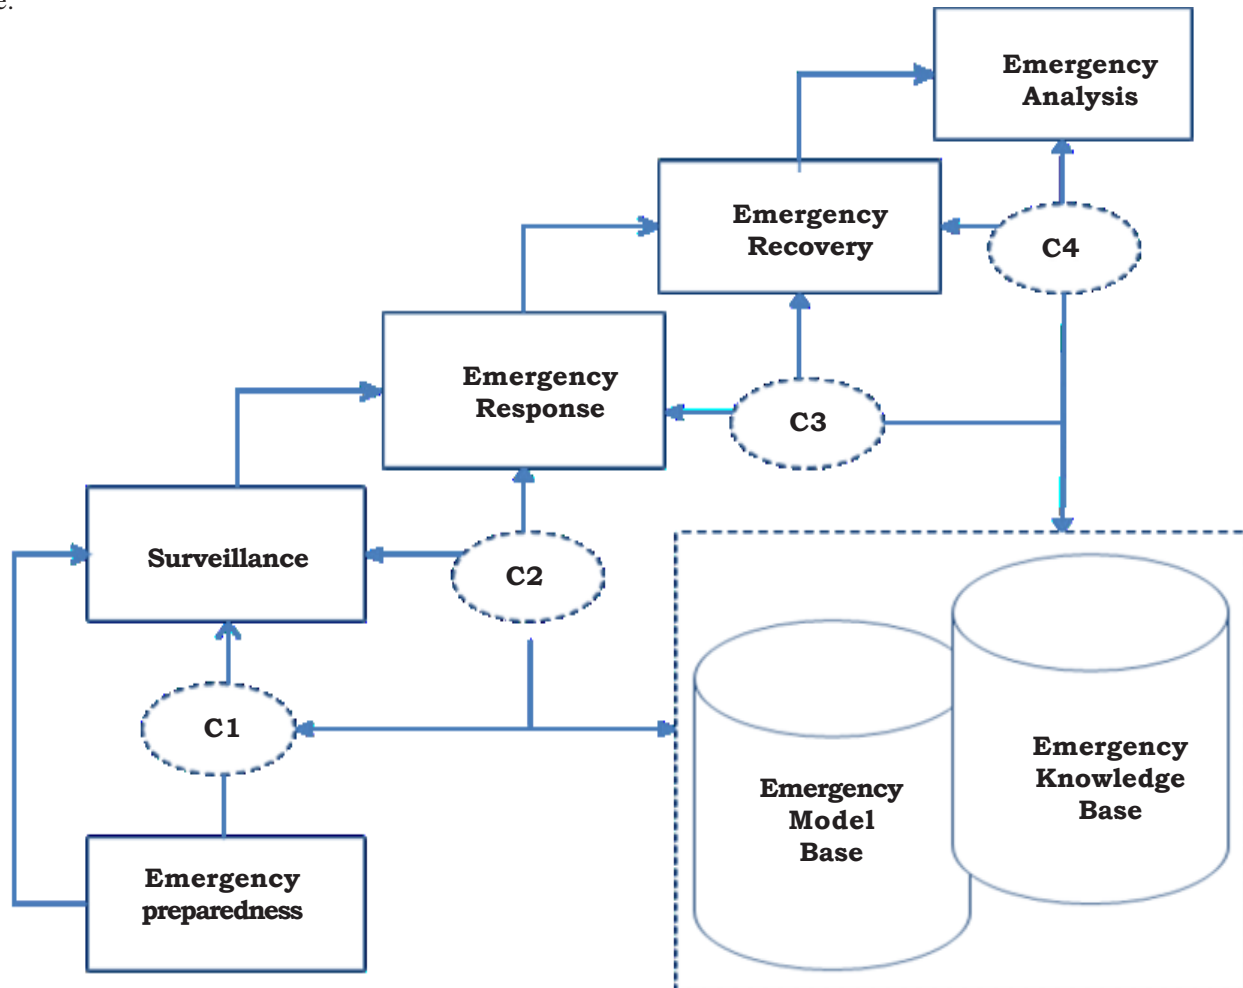 e.
Emergency
Analysis
Emergency
Recovery
C4
Emergency
Response
C3
Surveillance
C2
C1
Emergency
Knowledge
Base
Emergency
Model
Base
Emergency
preparedness